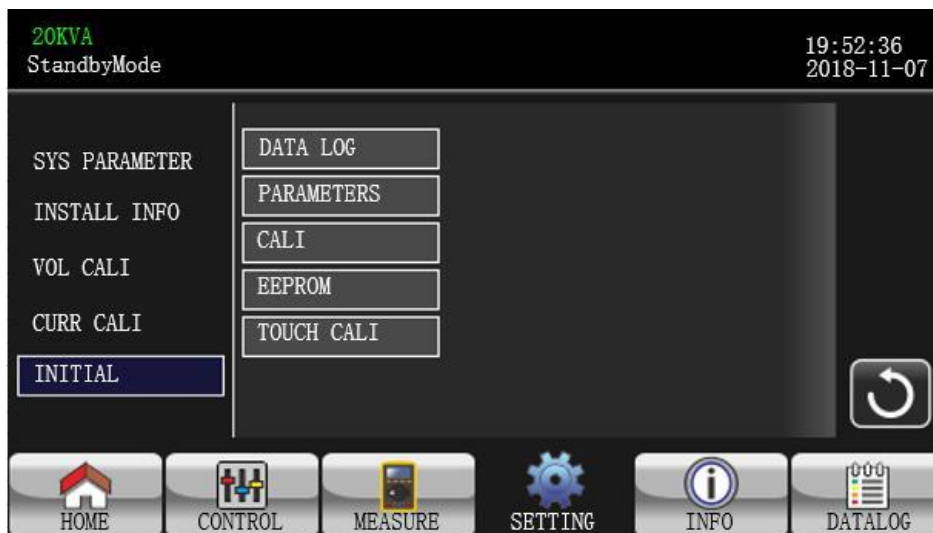 20KVA
StandbyMode
19:52:36
2018-11-07
SYS PARAMETER
INSTALL INFO
VOL CALI
CURR CALI
INITIAL
DATA LOG
PARAMETERS
CALI
EEPROM
TOUCH CALI
HOME
CONTROL
MEASURE
SETTING
INFO
DATALOG